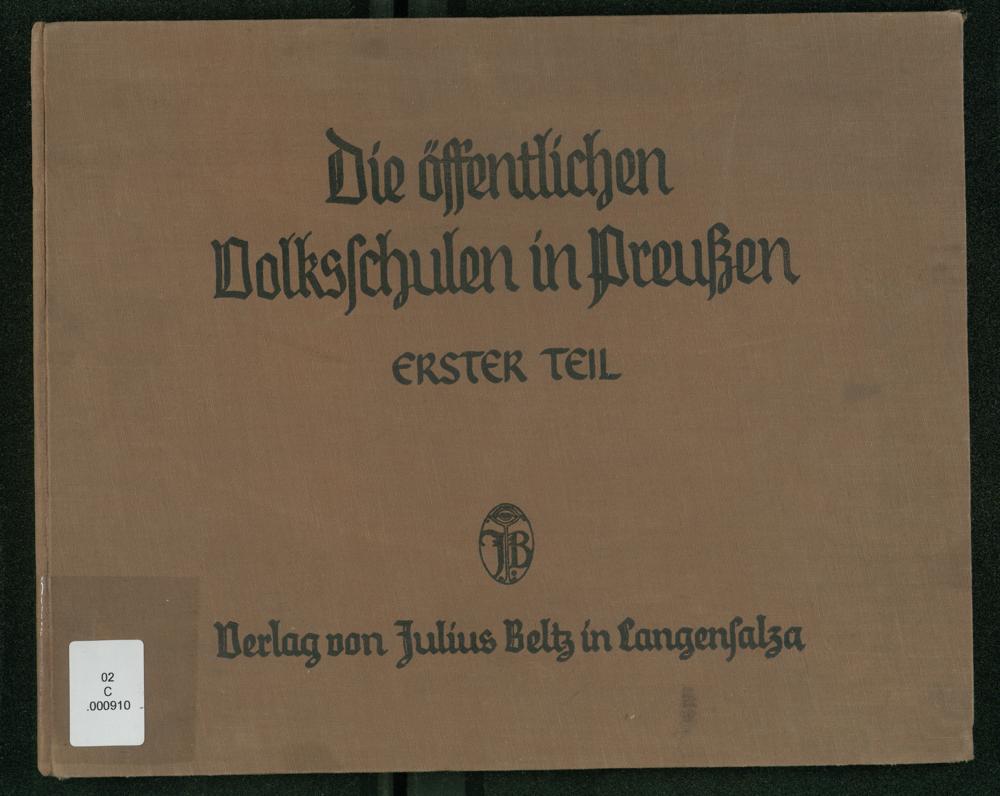 Die öffentlichen
Volksschulen in Preußen
ERSTER TEIL
JB
Verlag von Julius Beltz in Langensalza
02
C
.000910